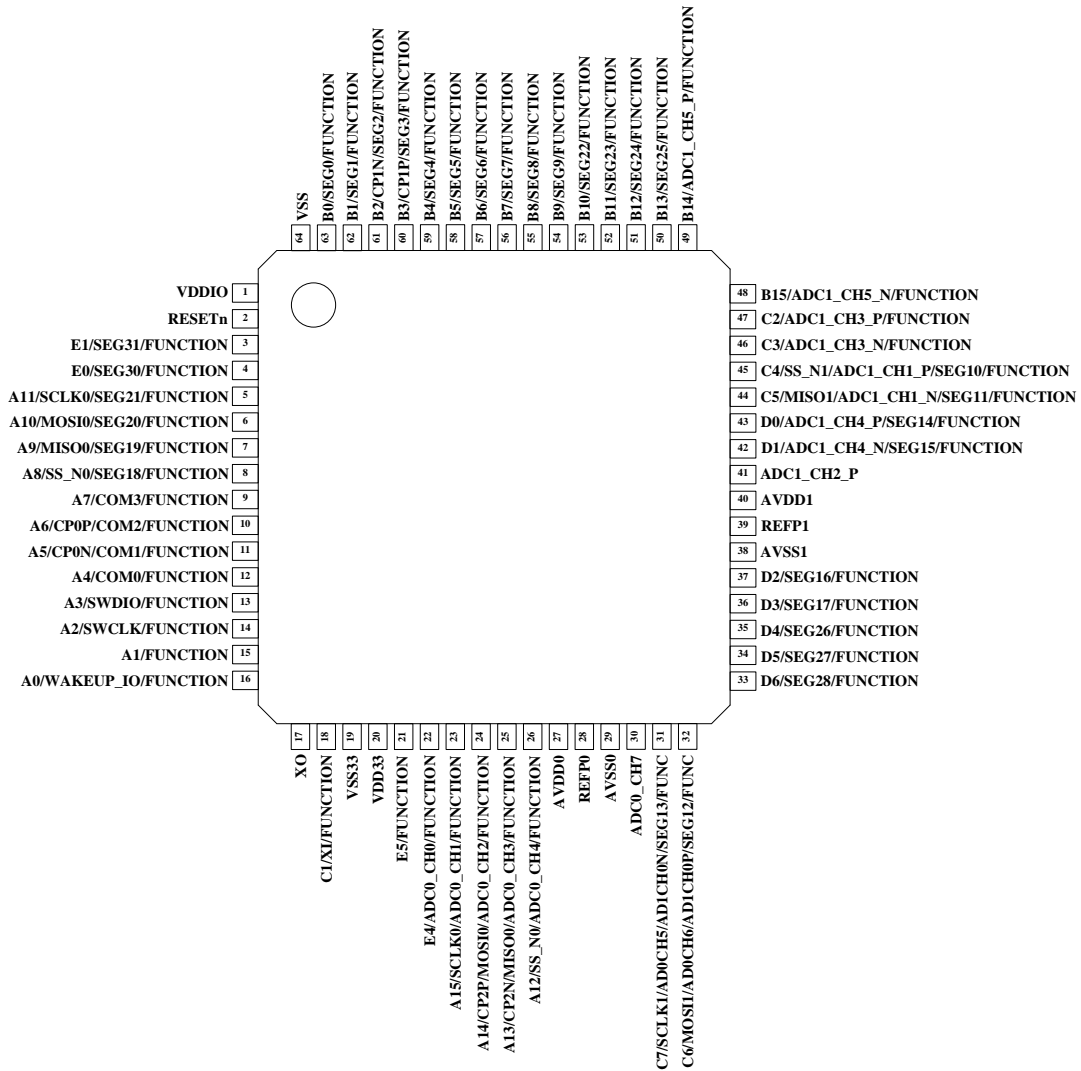 VSS
B0/SEG0/FUNCTION
B1/SEG1/FUNCTION
B2/CP1N/SEG2/FUNCTION
B3/CP1P/SEG3/FUNCTION
B4/SEG4/FUNCTION
B5/SEG5/FUNCTION
B6/SEG6/FUNCTION
B7/SEG7/FUNCTION
B8/SEG8/FUNCTION
B9/SEG9/FUNCTION
B10/SEG22/FUNCTION
B11/SEG23/FUNCTION
B12/SEG24/FUNCTION
B13/SEG25/FUNCTION
B14/ADC1_CH5_P/FUNCTION
64 63 62 61 60 59 58 57 56 55 54 53 52 51 50 49
VDDIO 1
RESETn 2
E1/SEG31/FUNCTION 3
E0/SEG30/FUNCTION 4
A11/SCLK0/SEG21/FUNCTION 5
A10/MOSI0/SEG20/FUNCTION 6
A9/MISO0/SEG19/FUNCTION 7
A8/SS_N0/SEG18/FUNCTION 8
A7/COM3/FUNCTION 9
A6/CP0P/COM2/FUNCTION 10
A5/CP0N/COM1/FUNCTION 11
A4/COM0/FUNCTION 12
A3/SWDIO/FUNCTION 13
A2/SWCLK/FUNCTION 14
A1/FUNCTION 15
A0/WAKEUP_IO/FUNCTION 16
48 B15/ADC1_CH5_N/FUNCTION
47 C2/ADC1_CH3_P/FUNCTION
46 C3/ADC1_CH3_N/FUNCTION
45 C4/SS_N1/ADC1_CH1_P/SEG10/FUNCTION
44 C5/MISO1/ADC1_CH1_N/SEG11/FUNCTION
43 D0/ADC1_CH4_P/SEG14/FUNCTION
42 D1/ADC1_CH4_N/SEG15/FUNCTION
41 ADC1_CH2_P
40 AVDD1
39 REFP1
38 AVSS1
37 D2/SEG16/FUNCTION
36 D3/SEG17/FUNCTION
35 D4/SEG26/FUNCTION
34 D5/SEG27/FUNCTION
33 D6/SEG28/FUNCTION
17 18 19 20 21 22 23 24 25 26 27 28 29 30 31 32
XO
C1/XI/FUNCTION
VSS33
VDD33
E5/FUNCTION
E4/ADC0_CH0/FUNCTION
A15/SCLK0/ADC0_CH1/FUNCTION
A14/CP2P/MOSI0/ADC0_CH2/FUNCTION
A13/CP2N/MISO0/ADC0_CH3/FUNCTION
A12/SS_N0/ADC0_CH4/FUNCTION
AVDD0
REFP0
AVSS0
ADC0_CH7
C7/SCLK1/AD0CH5/AD1CH0N/SEG13/FUNC
C6/MOSI1/AD0CH6/AD1CH0P/SEG12/FUNC